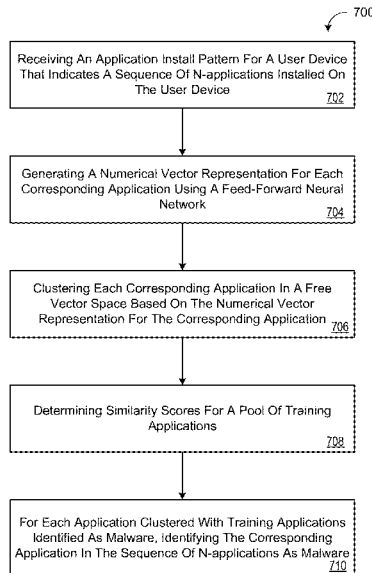 700
Receiving An Application Install Pattern For A User Device
That Indicates A Sequence Of N-applications Installed On
The User Device
702
Generating A Numerical Vector Representation For Each
Corresponding Application Using A Feed-Forward Neural
Network
704
Clustering Each Corresponding Application In A Free
Vector Space Based On The Numerical Vector
Representation For The Corresponding Application 706
Determining Similarity Scores For A Pool Of Training
Applications
708
For Each Application Clustered With Training Applications
Identified As Malware, Identifying The Corresponding
Application In The Sequence Of N-applications As Malware
710